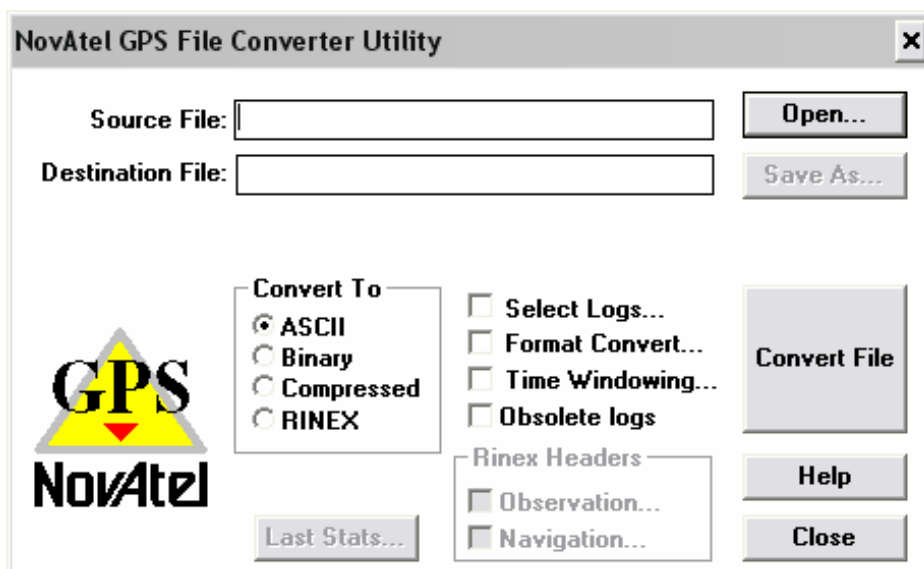 NovAtel GPS File Converter Utility
Source File:
Open...
Destination File:
Save As...
Convert To
ASCII
Binary
Compressed
RINEX
Select Logs...
Format Convert...
Time Windowing...
Obsolete logs
Convert File
GPS
NovAtel
Rinex Headers
Observation...
Navigation...
Last Stats...
Help
Close